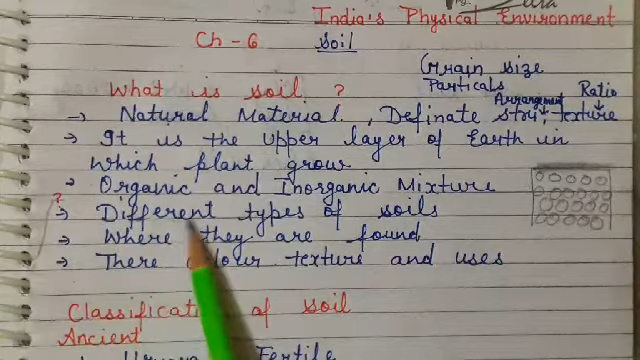 India's Physical Environment
Ch-6 Soil
Grain size
Particals
What is soil ?
Arrangement Ratio
→ Natural Material, Definate str, texture
→ It is the upper layer of Earth in
which plant grow
→ Organic and Inorganic Mixture
?
→ Different types of soils
→ Where they are found
→ There colour texture and uses
Classification of soil
Ancient
Fertile